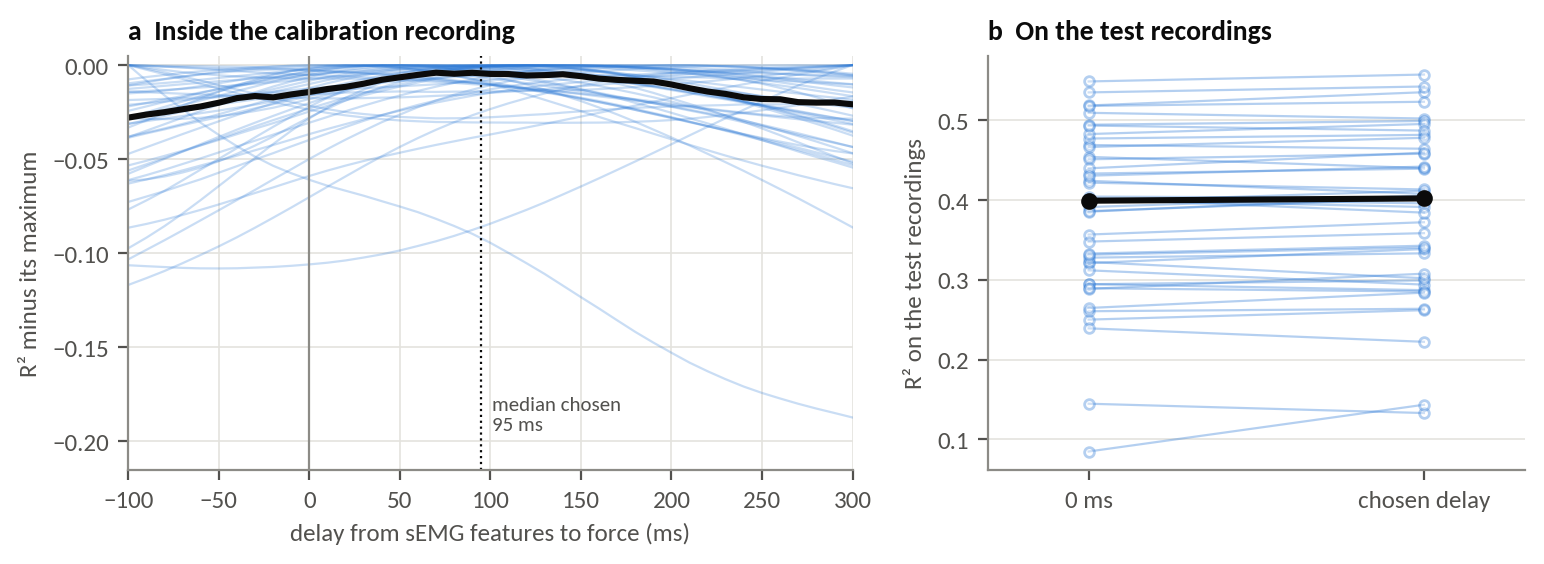 a  Inside the calibration recording
R² minus its maximum
0.00
−0.05
−0.10
−0.15
−0.20
median chosen
95 ms
−100
−50
0
50
100
150
200
250
300
delay from sEMG features to force (ms)
b  On the test recordings
R² on the test recordings
0.5
0.4
0.3
0.2
0.1
0 ms
chosen delay